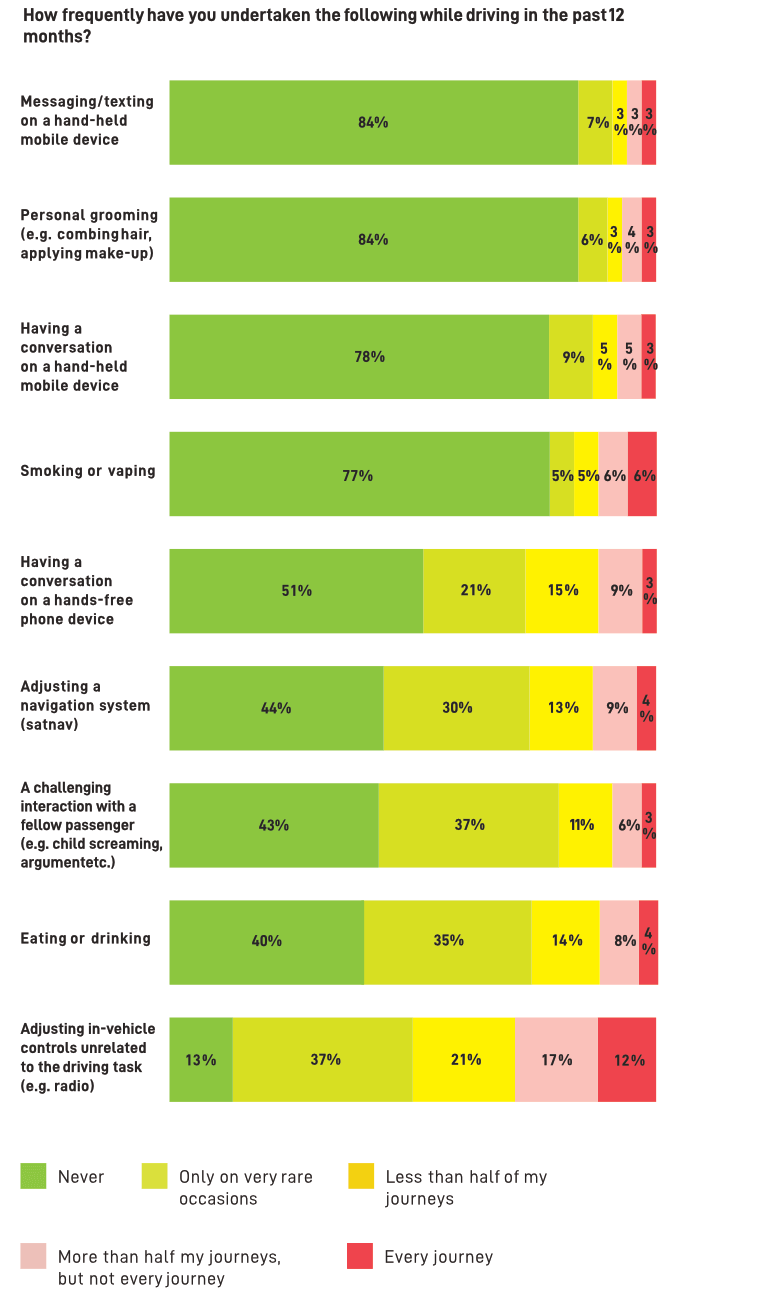 How frequently have you undertaken the following while driving in the past 12
months?
Messaging/texting
on a hand-held
mobile device
84%
7%
3
%
3
%
3
%
Personal grooming
(e.g. combing hair,
applying make-up)
84%
6%
3
%
4
%
3
%
Having a
conversation
on a hand-held
mobile device
78%
9%
5
%
5
%
3
%
Smoking or vaping
77%
5%
5%
6%
6%
Having a
conversation
on a hands-free
phone device
51%
21%
15%
9%
3
%
Adjusting a
navigation system
(satnav)
44%
30%
13%
9%
4
%
A challenging
interaction with a
fellow passenger
(e.g. child screaming,
argumentetc.)
43%
37%
11%
6%
3
%
Eating or drinking
40%
35%
14%
8%
4
%
Adjusting in-vehicle
controls unrelated
to the driving task
(e.g. radio)
13%
37%
21%
17%
12%
Never
Only on very rare
occasions
Less than half of my
journeys
More than half my journeys,
but not every journey
Every journey